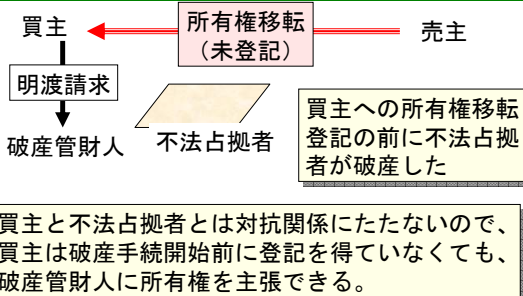 買主
所有権移転
（未登記）
売主
明渡請求
破産管財人
不法占拠者
買主への所有権移転
登記の前に不法占拠
者が破産した
買主と不法占拠者とは対抗関係にたたないので、
買主は破産手続開始前に登記を得ていなくても、
破産管財人に所有権を主張できる。